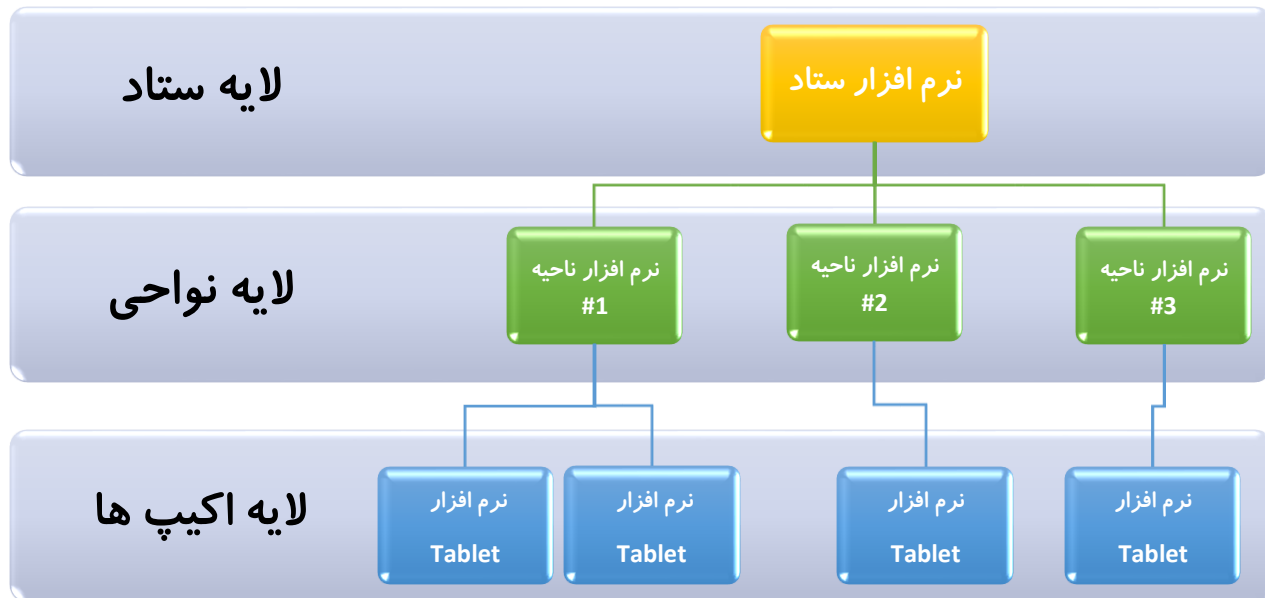 لایه ستاد
نرم افزار ستاد
لایه نواحی
نرم افزار ناحیه
#1
نرم افزار ناحیه
#2
نرم افزار ناحیه
#3
لایه اکیپ ها
نرم افزار
Tablet
نرم افزار
Tablet
نرم افزار
Tablet
نرم افزار
Tablet